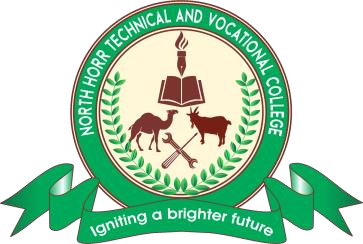 NORTH HORR TECHNICAL AND VOCATIONAL COLLEGE
Igniting a brighter future